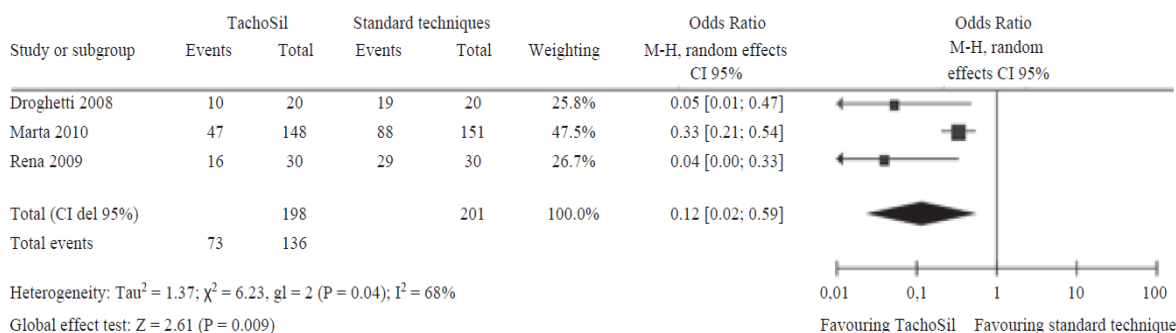 TachoSil Standard techniques Odds Ratio Odds Ratio
Study or subgroup Events Total Events Total Weighting M-H, random effects M-H, random
CI 95% effects CI 95%
Droghetti 2008 10 20 19 20 25.8% 0.05 [0.01; 0.47]
Marta 2010 47 148 88 151 47.5% 0.33 [0.21; 0.54]
Rena 2009 16 30 29 30 26.7% 0.04 [0.00; 0.33]
Total (CI del 95%) 198 201 100.0% 0.12 [0.02; 0.59]
Total events 73 136
Heterogeneity: Tau² = 1.37; χ² = 6.23, gl = 2 (P = 0.04); I² = 68%
0,01 0,1 1 10 100
Global effect test: Z = 2.61 (P = 0.009) Favouring TachoSil Favouring standard technique